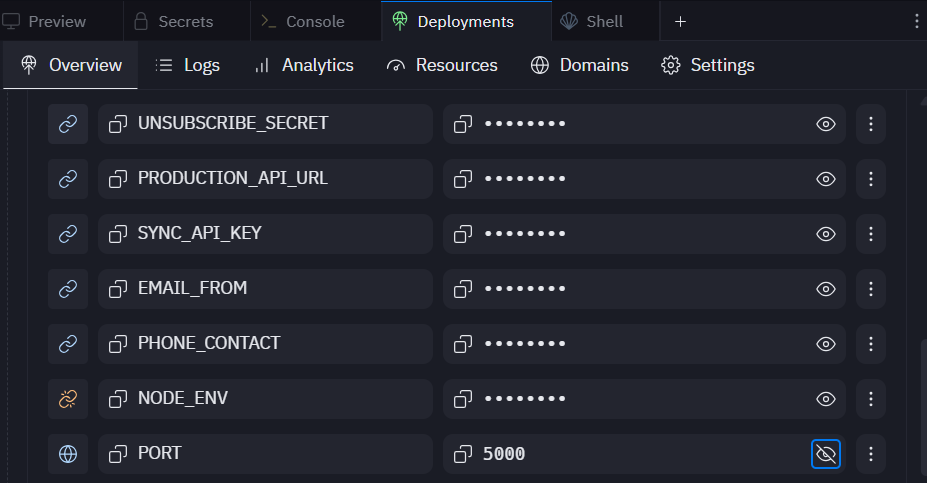 Preview Secrets Console Deployments Shell
Overview Logs Analytics Resources Domains Settings
UNSUBSCRIBE_SECRET ••••••••
PRODUCTION_API_URL ••••••••
SYNC_API_KEY ••••••••
EMAIL_FROM ••••••••
PHONE_CONTACT ••••••••
NODE_ENV ••••••••
PORT 5000